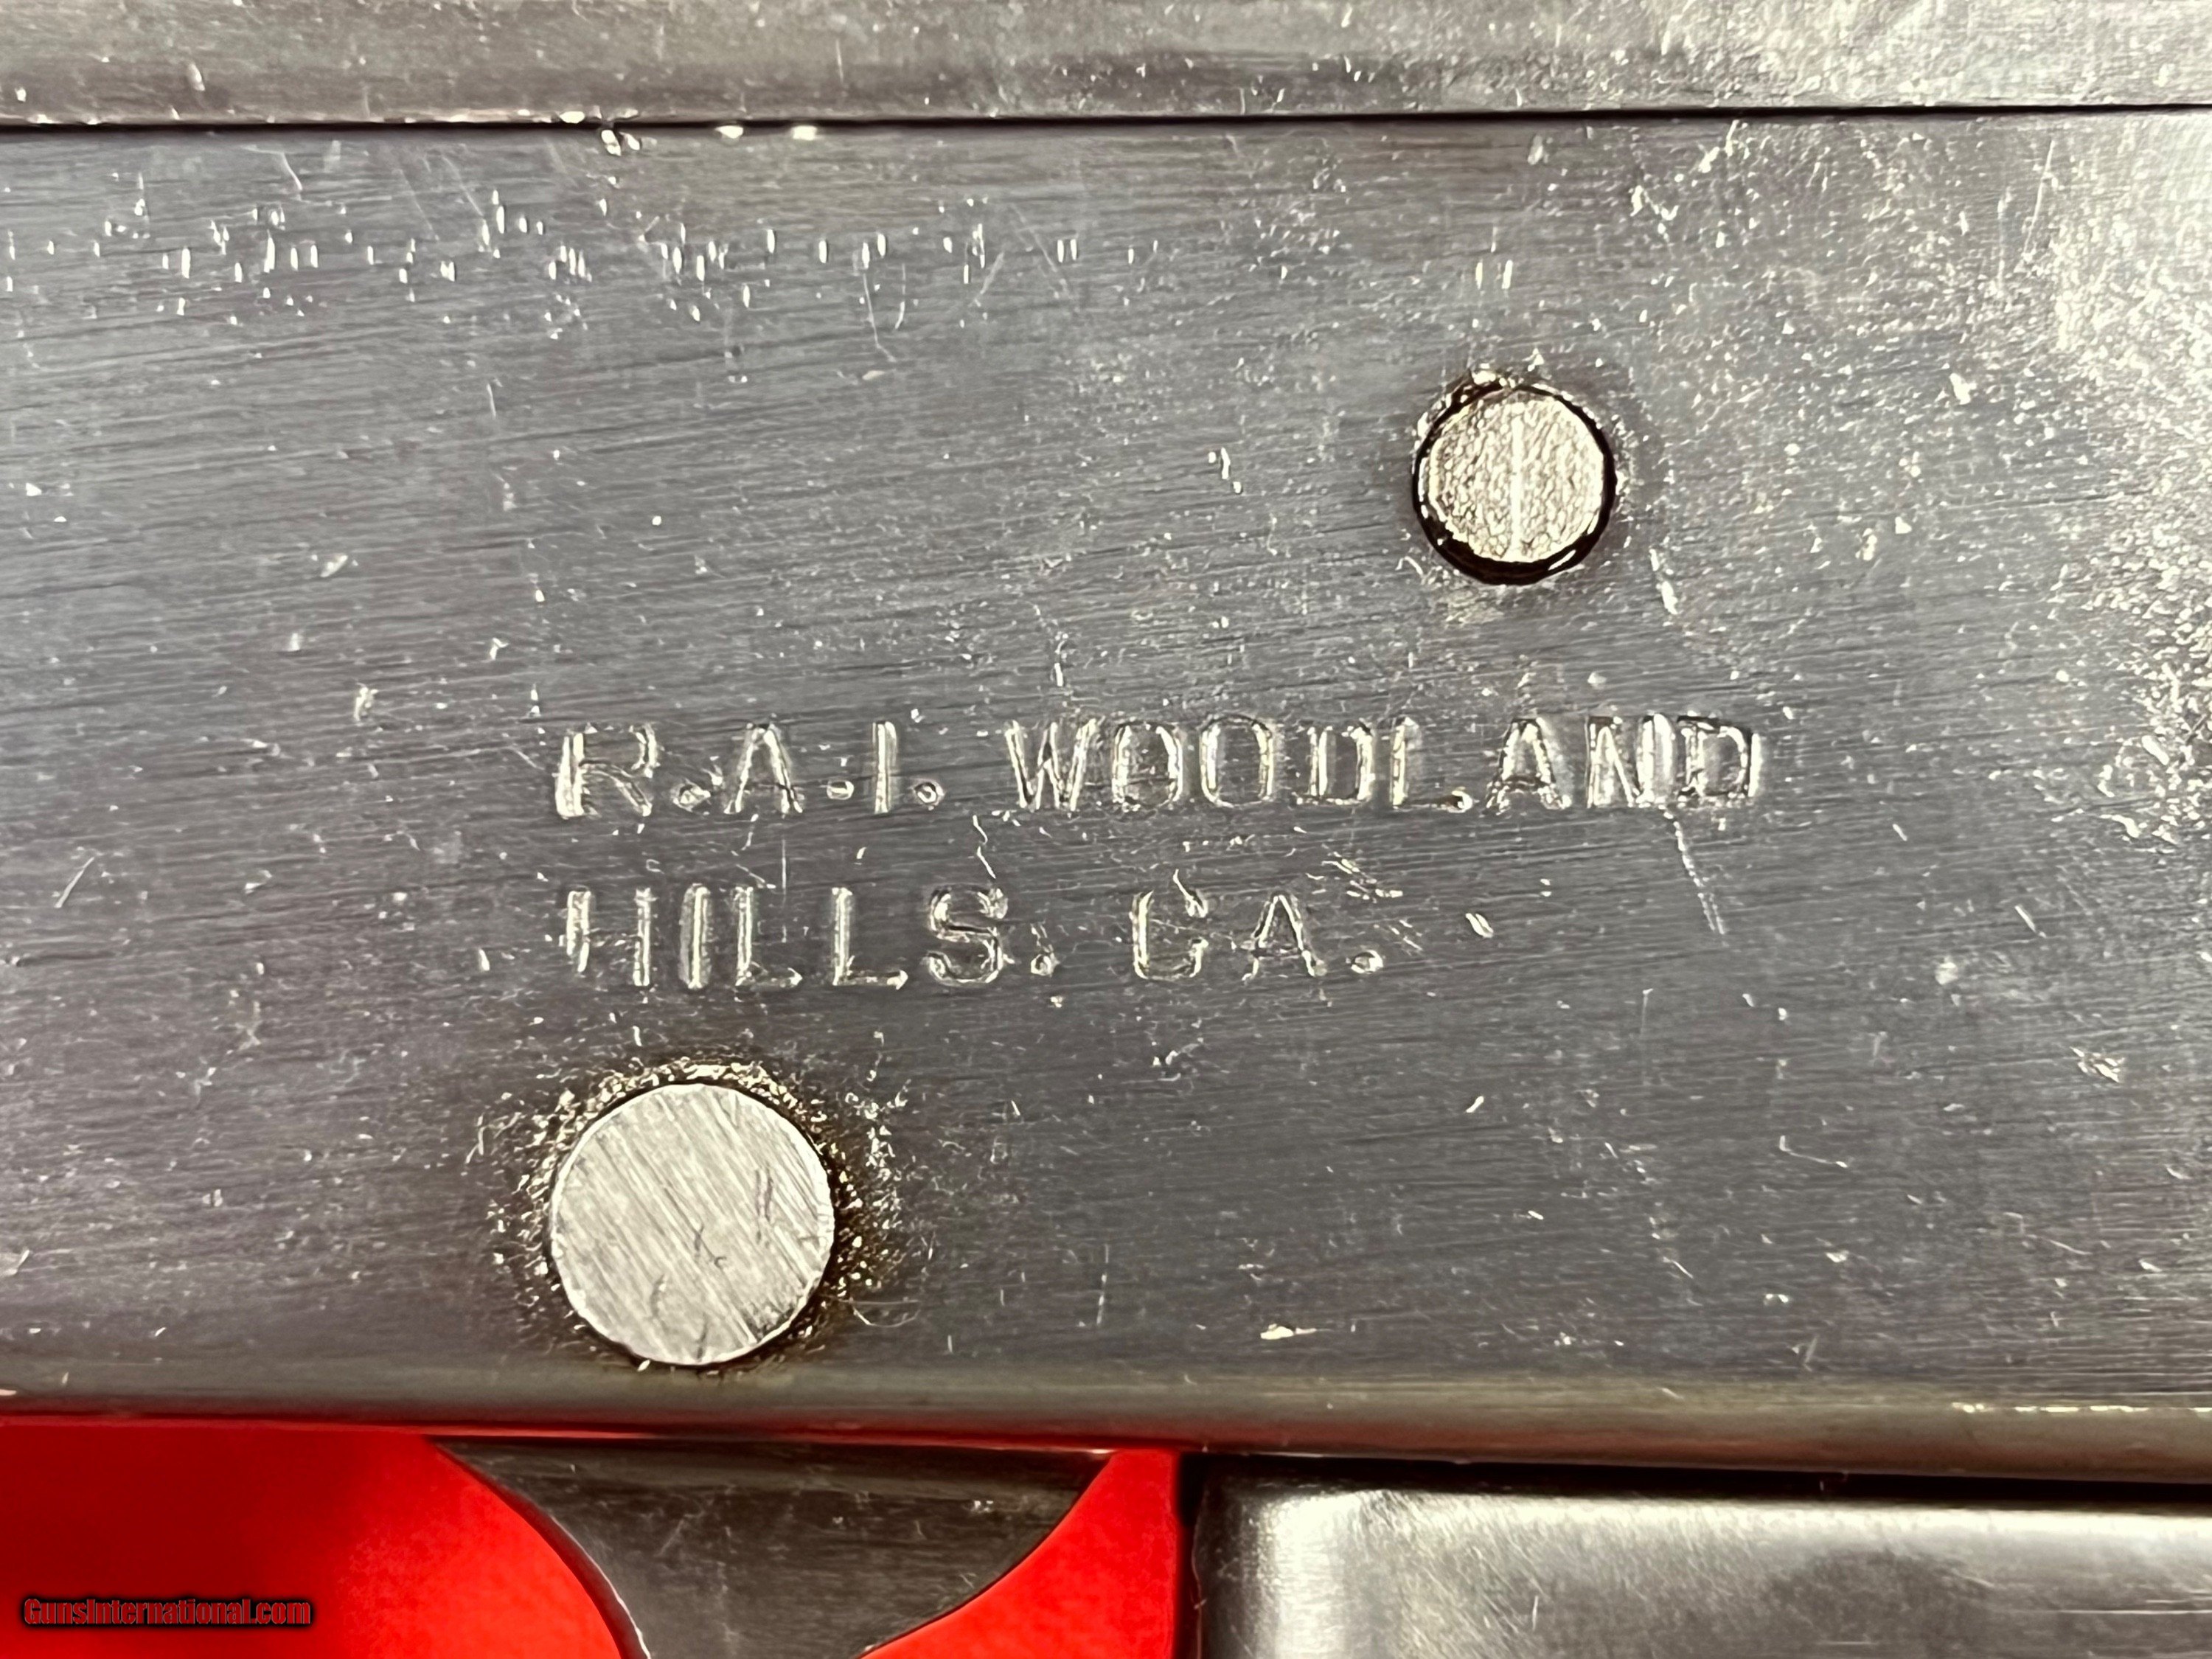 R.A.I. WOODLAND
HILLS. CA.
GunsInternational.com